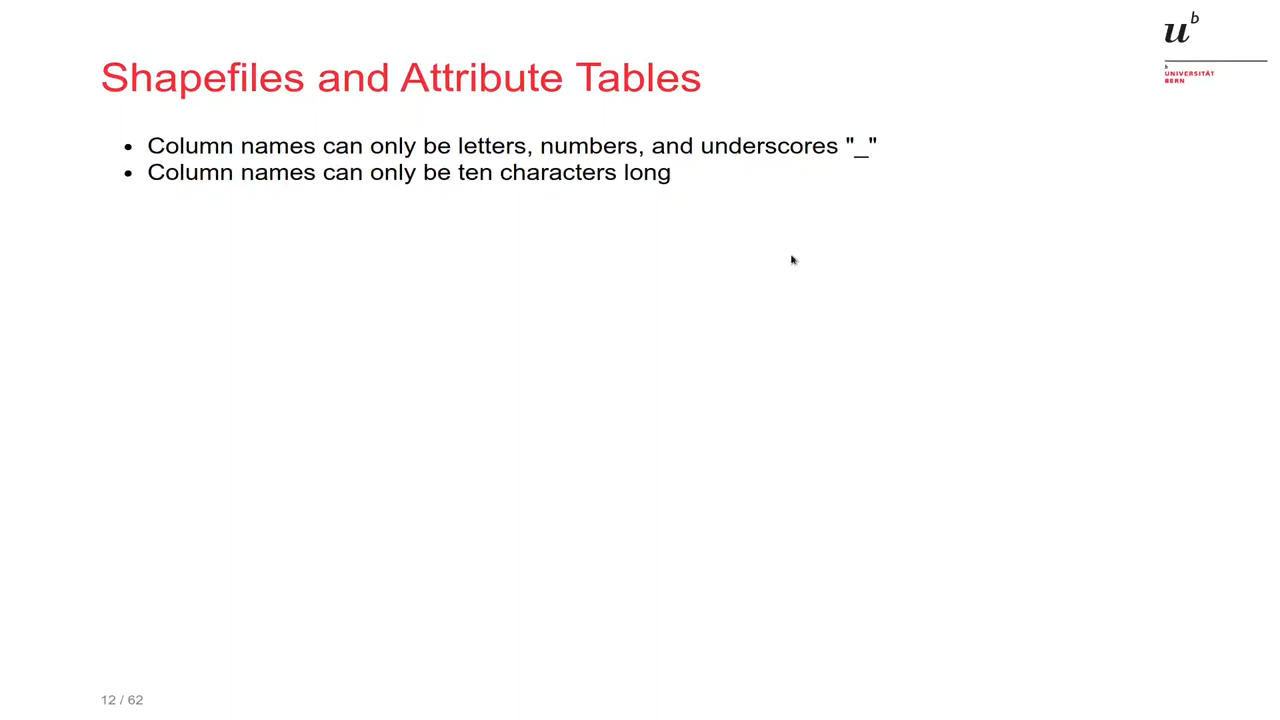 u^b
b
UNIVERSITÄT
BERN
Shapefiles and Attribute Tables
• Column names can only be letters, numbers, and underscores "_"
• Column names can only be ten characters long
12 / 62